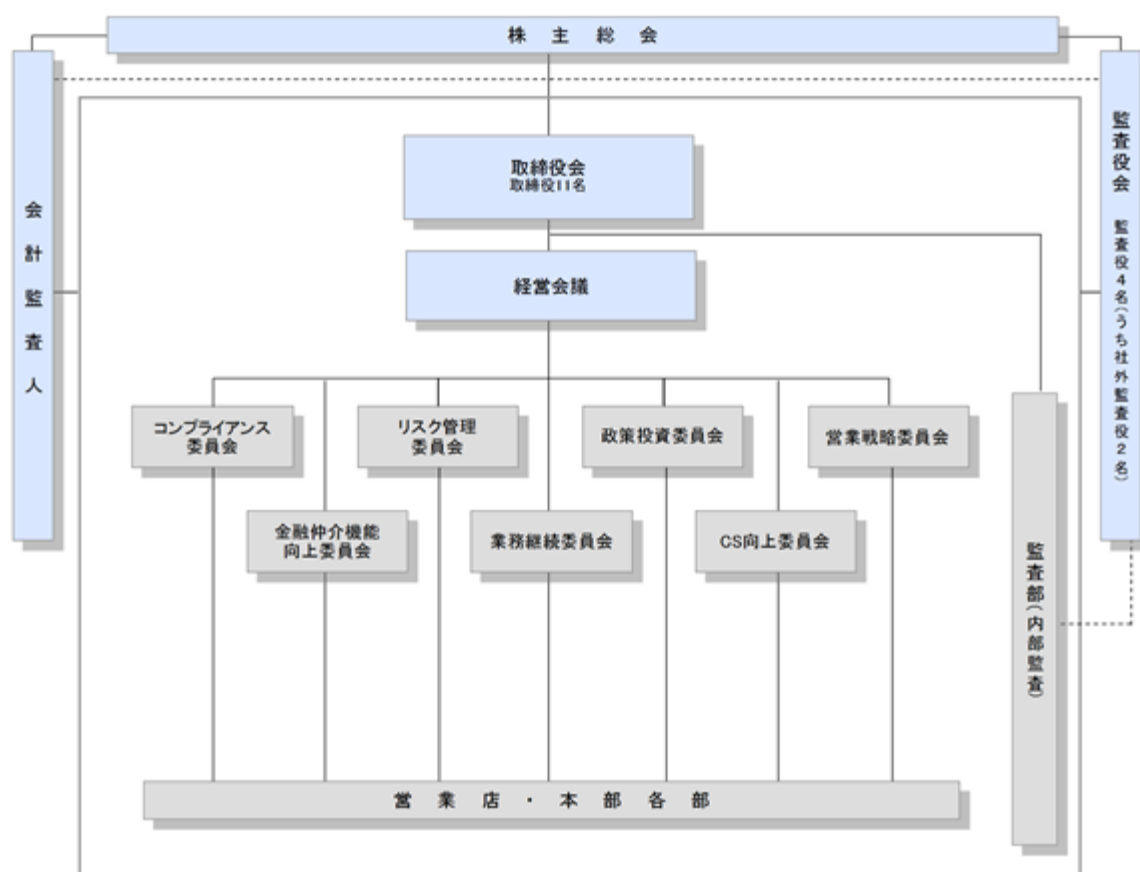 株主総会
会計監査人
監査役会 監査役4名(うち社外監査役2名)
取締役会
取締役11名
経営会議
コンプライアンス
委員会
リスク管理
委員会
政策投資委員会
営業戦略委員会
金融仲介機能
向上委員会
業務継続委員会
CS向上委員会
監査部(内部監査)
営業店・本部各部